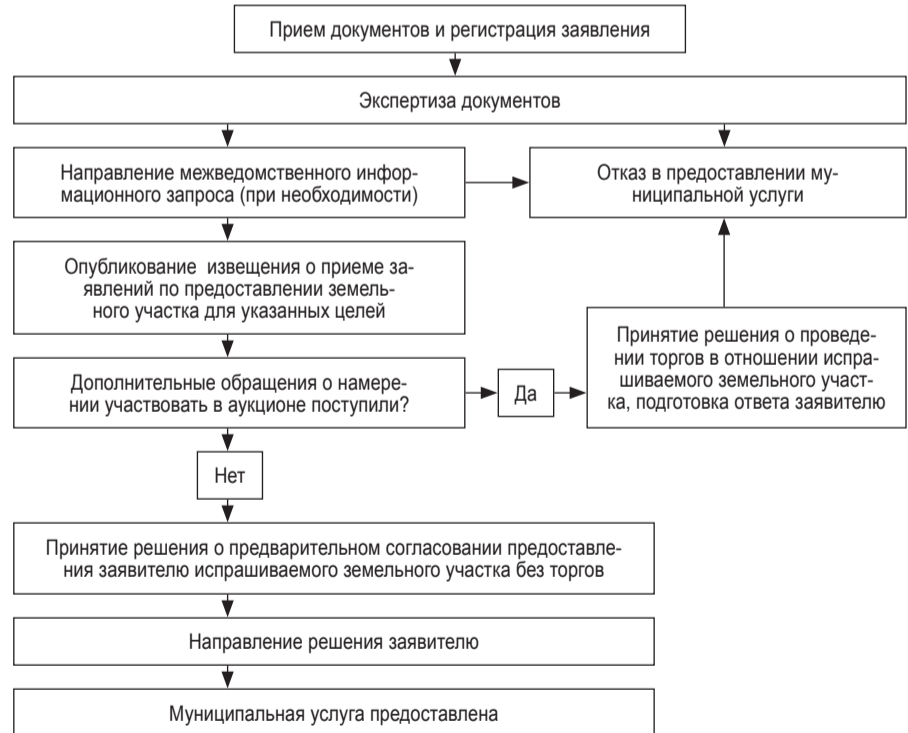 Прием документов и регистрация заявления
Экспертиза документов
Направление межведомственного инфор-
мационного запроса (при необходимости)
Отказ в предоставлении му-
ниципальной услуги
Опубликование извещения о приеме за-
явлений по предоставлении земель-
ного участка для указанных целей
Дополнительные обращения о намере-
нии участвовать в аукционе поступили?
Да
Принятие решения о проведе-
нии торгов в отношении испра-
шиваемого земельного участ-
ка, подготовка ответа заявителю
Нет
Принятие решения о предварительном согласовании предоставле-
ния заявителю испрашиваемого земельного участка без торгов
Направление решения заявителю
Муниципальная услуга предоставлена